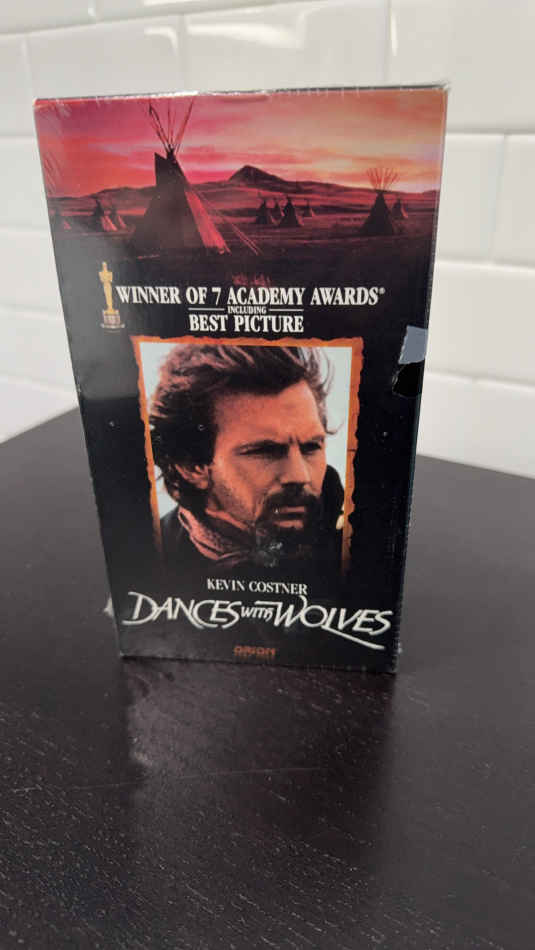 WINNER OF 7 ACADEMY AWARDS®
INCLUDING
BEST PICTURE
KEVIN COSTNER
DANCES WITH WOLVES
ORION